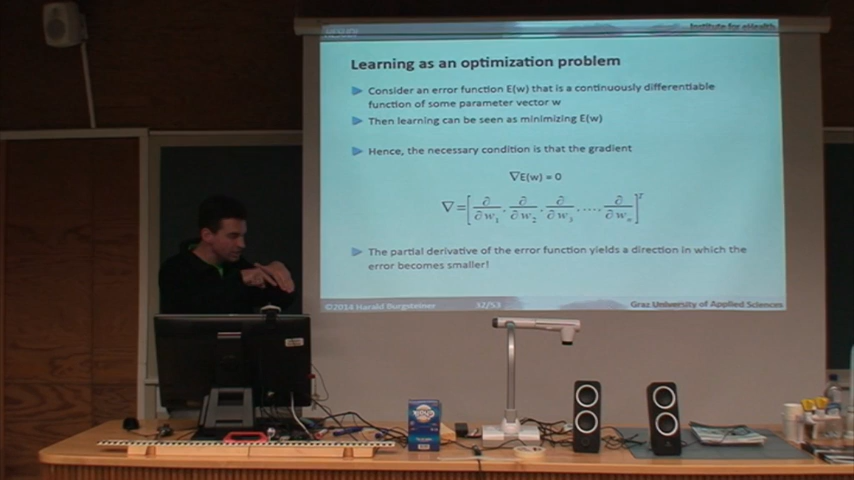 Institute for eHealth
Learning as an optimization problem
Consider an error function E(w) that is a continuously differentiable
function of some parameter vector w
Then learning can be seen as minimizing E(w)
Hence, the necessary condition is that the gradient
∇E(w) = 0
∇=[∂/∂w₁, ∂/∂w₂, ∂/∂w₃, ..., ∂/∂wₙ]ᵀ
The partial derivative of the error function yields a direction in which the
error becomes smaller!
©2014 Harald Burgsteiner 32/53 Graz University of Applied Sciences